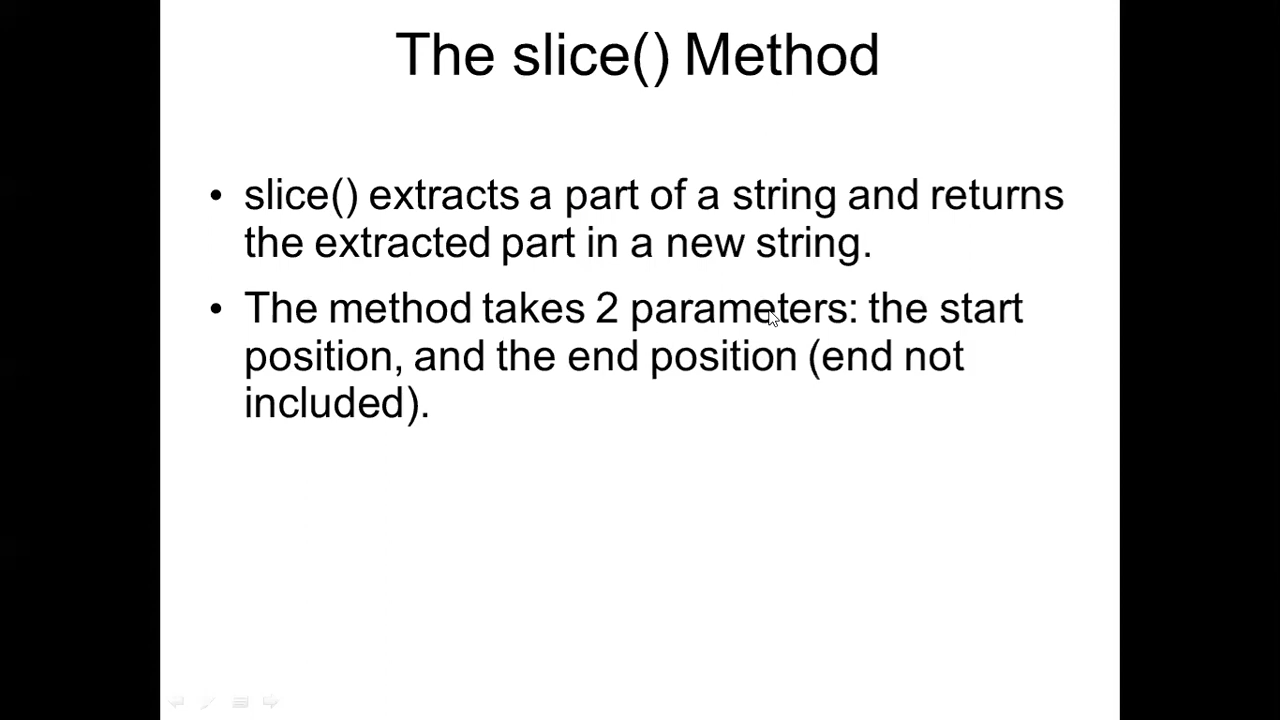 The slice() Method
• slice() extracts a part of a string and returns
the extracted part in a new string.
• The method takes 2 parameters: the start
position, and the end position (end not
included).